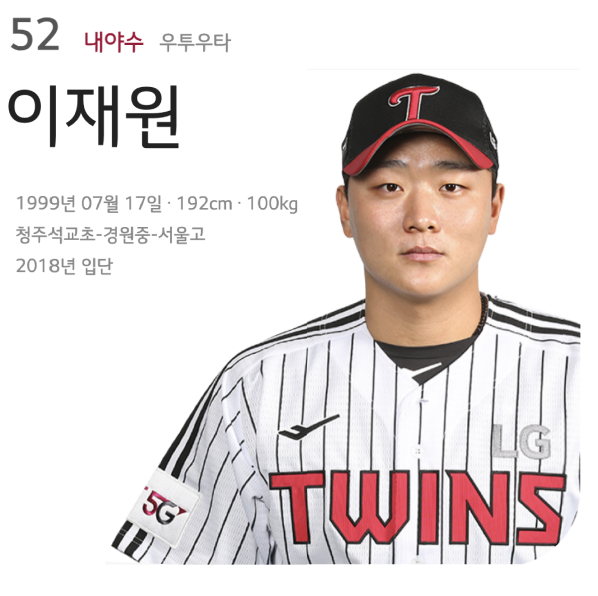 52 내야수 우투우타
이재원
1999년 07월 17일 · 192cm · 100kg
청주석교초-경원중-서울고
2018년 입단
T
LG
TWINS
5G